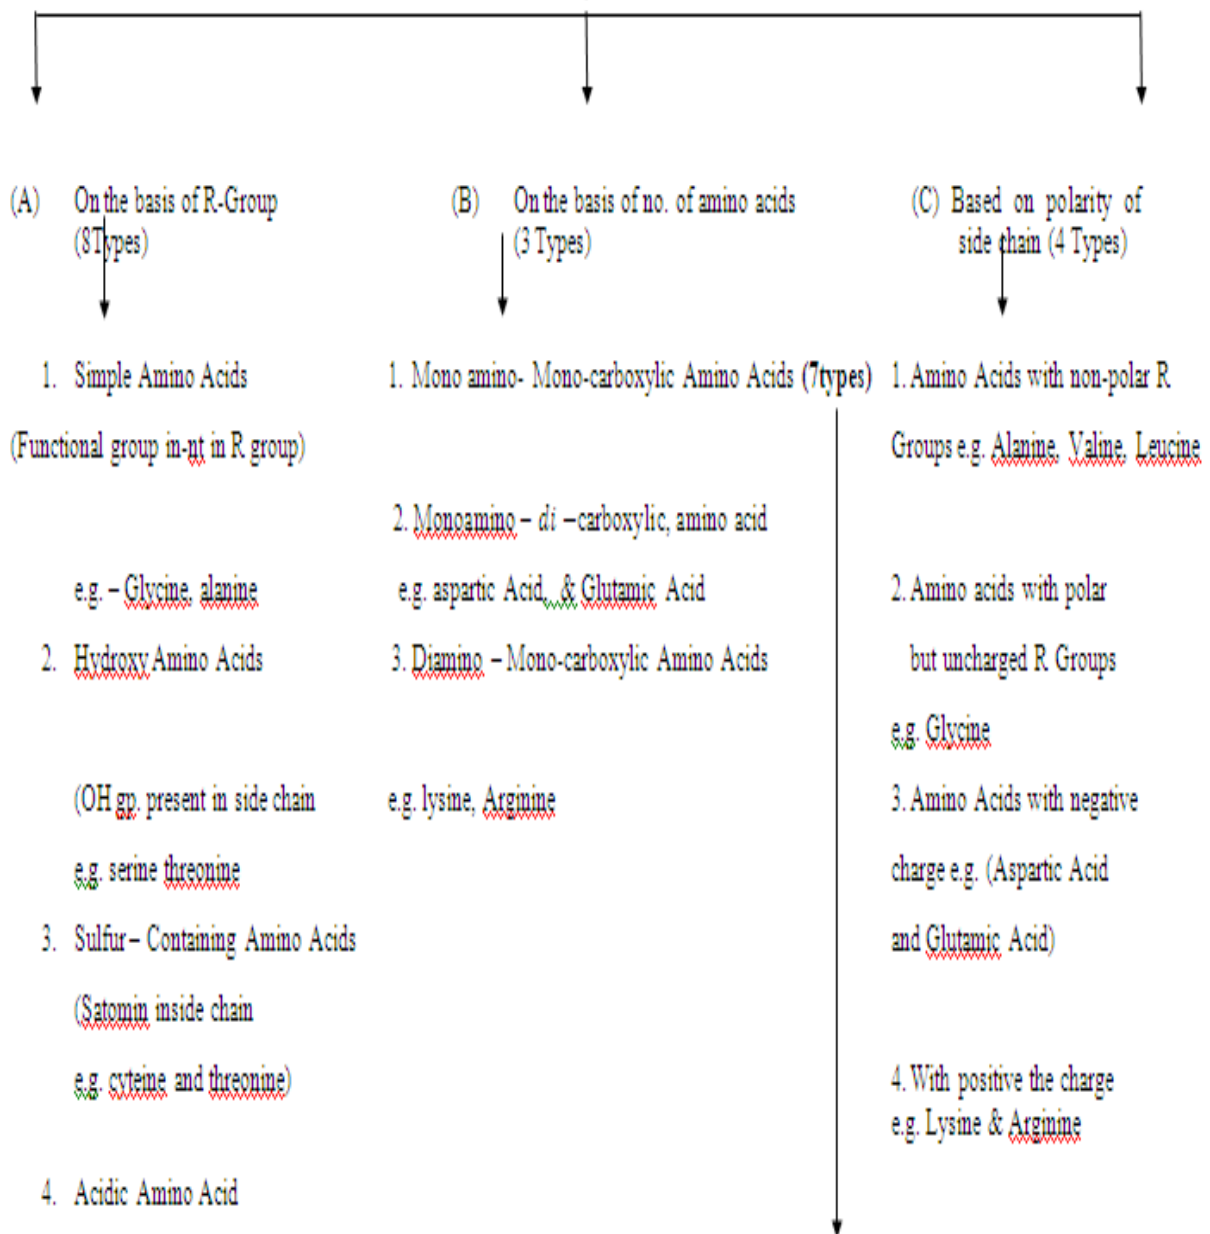 (A) On the basis of R-Group
(8Types)
1. Simple Amino Acids
(Functional group in-nt in R group)
e.g. – Glycine, alanine
2. Hydroxy Amino Acids
(OH gp. present in side chain
e.g. serine threonine
3. Sulfur – Containing Amino Acids
(Satomin inside chain
e.g. cyteine and threonine)
4. Acidic Amino Acid
(B) On the basis of no. of amino acids
(3 Types)
1. Mono amino- Mono-carboxylic Amino Acids (7types)
2. Monoamino – di –carboxylic, amino acid
e.g. aspartic Acid, & Glutamic Acid
3. Diamino – Mono-carboxylic Amino Acids
e.g. lysine, Arginine
(C) Based on polarity of
side chain (4 Types)
1. Amino Acids with non-polar R
Groups e.g. Alanine, Valine, Leucine
2. Amino acids with polar
but uncharged R Groups
e.g. Glycine
3. Amino Acids with negative
charge e.g. (Aspartic Acid
and Glutamic Acid)
4. With positive the charge
e.g. Lysine & Arginine